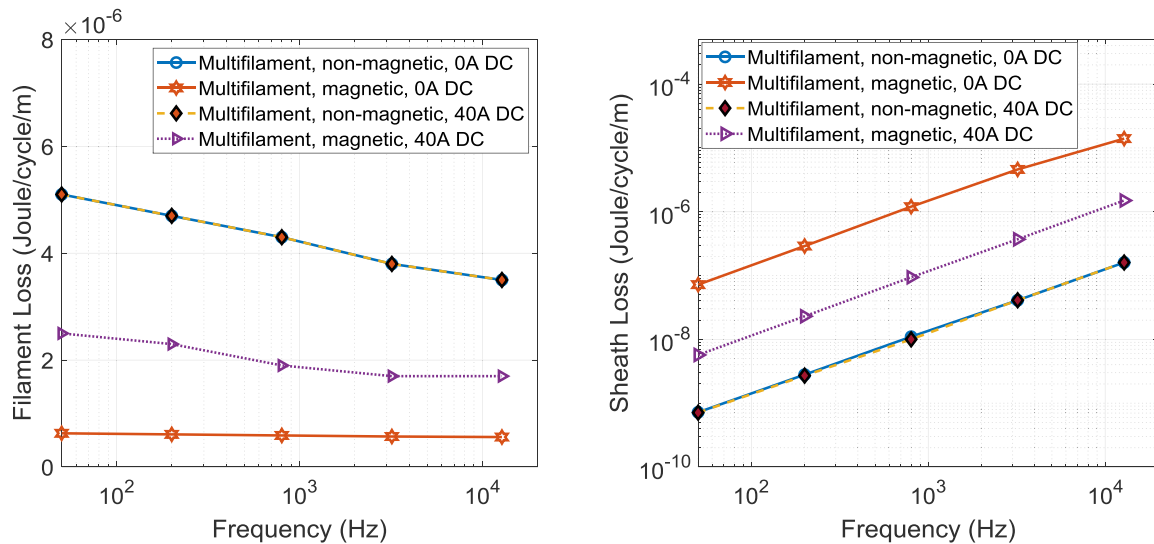 ×10⁻⁶
8
6
4
2
0
10² 10³ 10⁴
Filament Loss (Joule/cycle/m)
Frequency (Hz)
Multifilament, non-magnetic, 0A DC
Multifilament, magnetic, 0A DC
Multifilament, non-magnetic, 40A DC
Multifilament, magnetic, 40A DC
10⁻⁴
10⁻⁶
10⁻⁸
10⁻¹⁰
10² 10³ 10⁴
Sheath Loss (Joule/cycle/m)
Frequency (Hz)
Multifilament, non-magnetic, 0A DC
Multifilament, magnetic, 0A DC
Multifilament, non-magnetic, 40A DC
Multifilament, magnetic, 40A DC